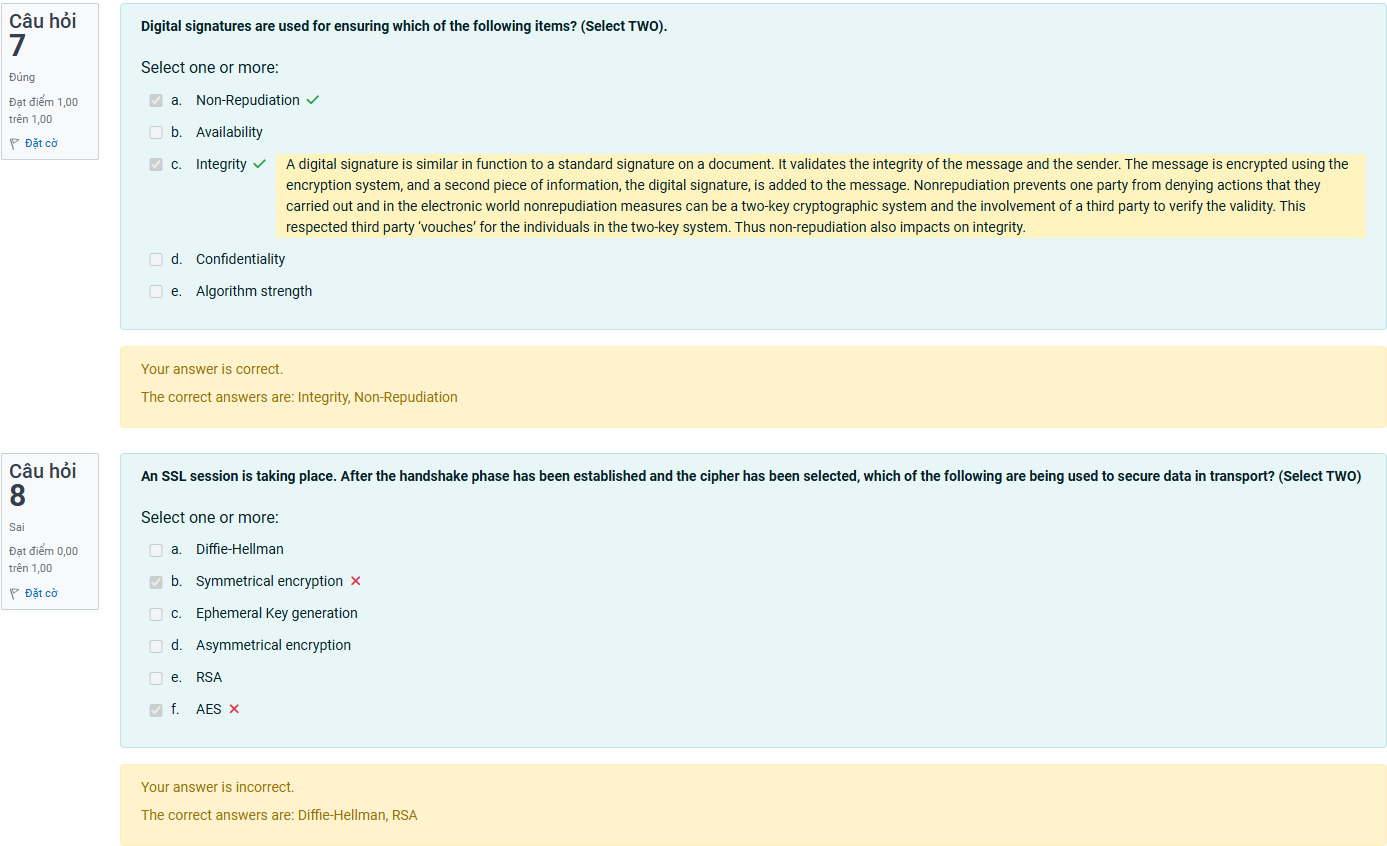 Câu hỏi
7
Đúng
Đạt điểm 1,00
trên 1,00
Đặt cờ
Digital signatures are used for ensuring which of the following items? (Select TWO).
Select one or more:
a. Non-Repudiation
b. Availability
c. Integrity
A digital signature is similar in function to a standard signature on a document. It validates the integrity of the message and the sender. The message is encrypted using the
encryption system, and a second piece of information, the digital signature, is added to the message. Nonrepudiation prevents one party from denying actions that they
carried out and in the electronic world nonrepudiation measures can be a two-key cryptographic system and the involvement of a third party to verify the validity. This
respected third party ‘vouches’ for the individuals in the two-key system. Thus non-repudiation also impacts on integrity.
d. Confidentiality
e. Algorithm strength
Your answer is correct.
The correct answers are: Integrity, Non-Repudiation
Câu hỏi
8
Sai
Đạt điểm 0,00
trên 1,00
Đặt cờ
An SSL session is taking place. After the handshake phase has been established and the cipher has been selected, which of the following are being used to secure data in transport? (Select TWO)
Select one or more:
a. Diffie-Hellman
b. Symmetrical encryption
c. Ephemeral Key generation
d. Asymmetrical encryption
e. RSA
f. AES
Your answer is incorrect.
The correct answers are: Diffie-Hellman, RSA